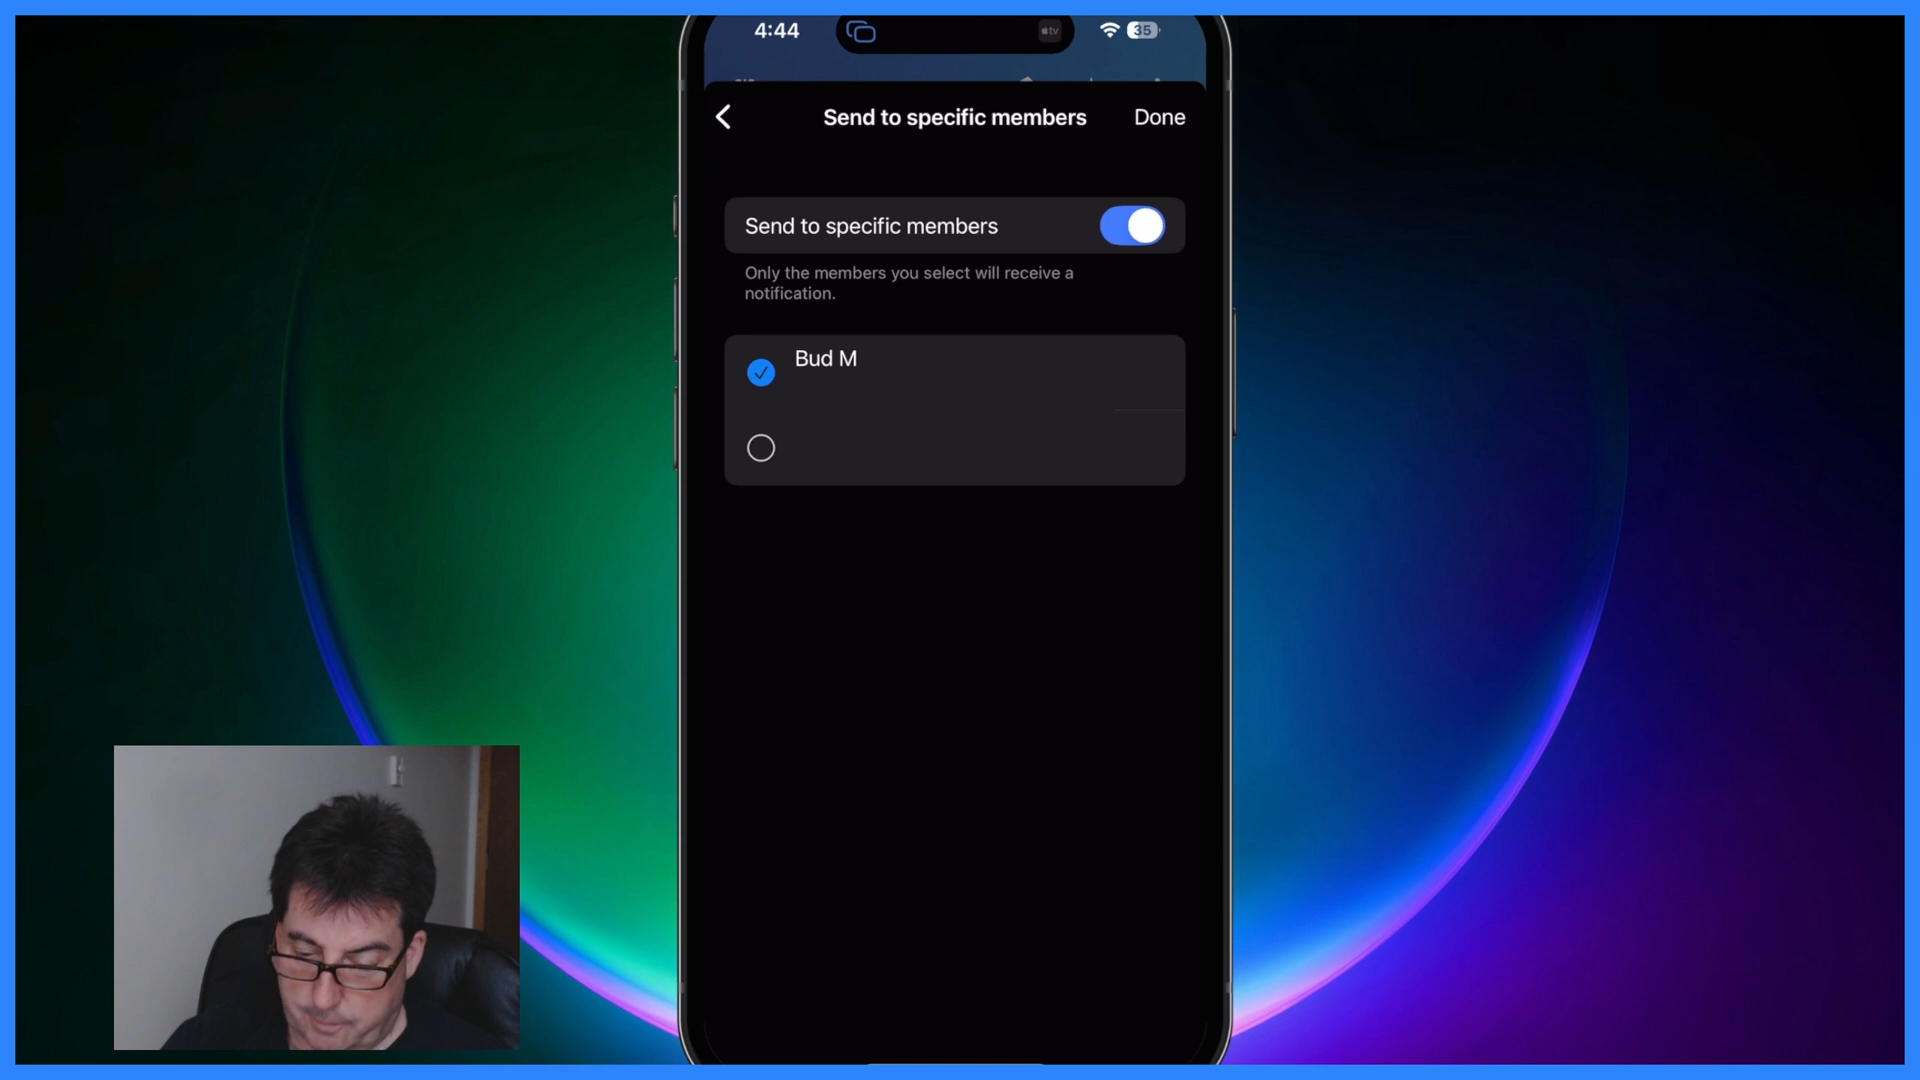 4:44
tv
35
Send to specific members
Done
Send to specific members
Only the members you select will receive a
notification.
Bud M